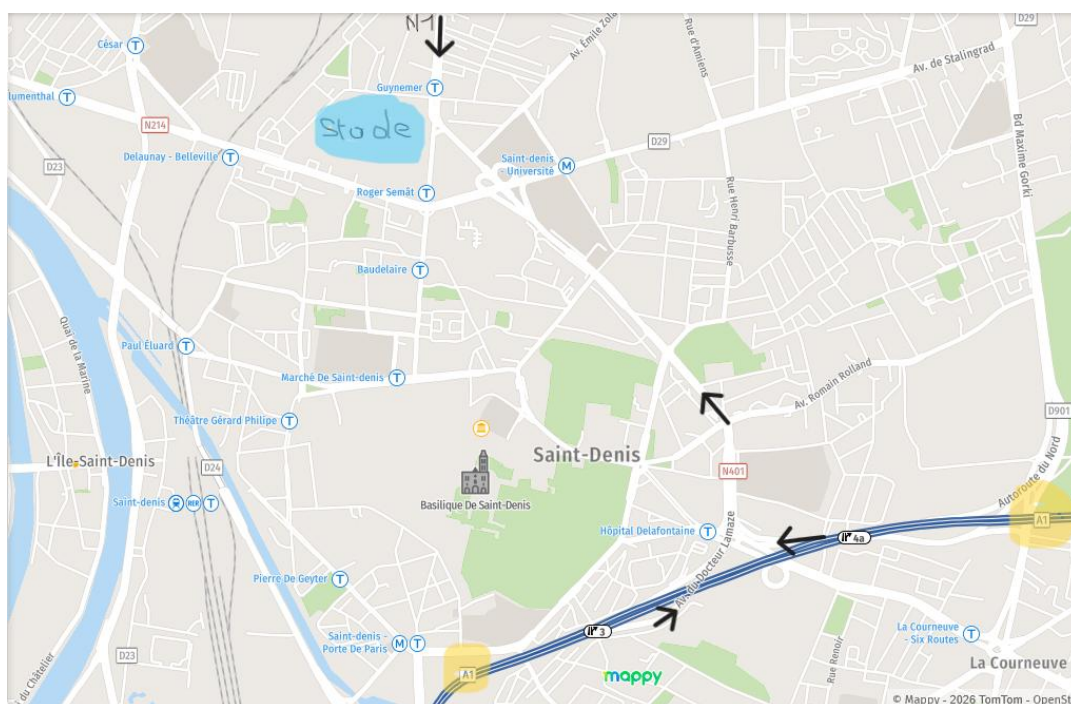 N1
César
D29
Av. Émile Zola
Rue d'Amiens
Av. de Stalingrad
Guynemer
lumenthal
Stade
N214
Bd Maxime Gorki
D23
Delaunay - Belleville
Saint-denis
- Université
D29
Roger Semât
Rue Henri Barbusse
Baudelaire
Quai de la Marine
Paul Éluard
Marché De Saint-denis
Av. Romain Rolland
Théâtre Gérard Philipe
D901
L'Île-Saint-Denis
D24
Saint-Denis
N401
Autoroute du Nord
Basilique De Saint-Denis
Saint-denis
RER
Hôpital Delafontaine
A1
4a
Av. du Docteur Lamaze
Pierre De Geyter
3
Saint-denis -
Porte De Paris
D23
A1
Rue Renoir
La Courneuve
- Six Routes
La Courneuve
mappy
i du Châtelier
© Mappy - 2026 TomTom - OpenSt